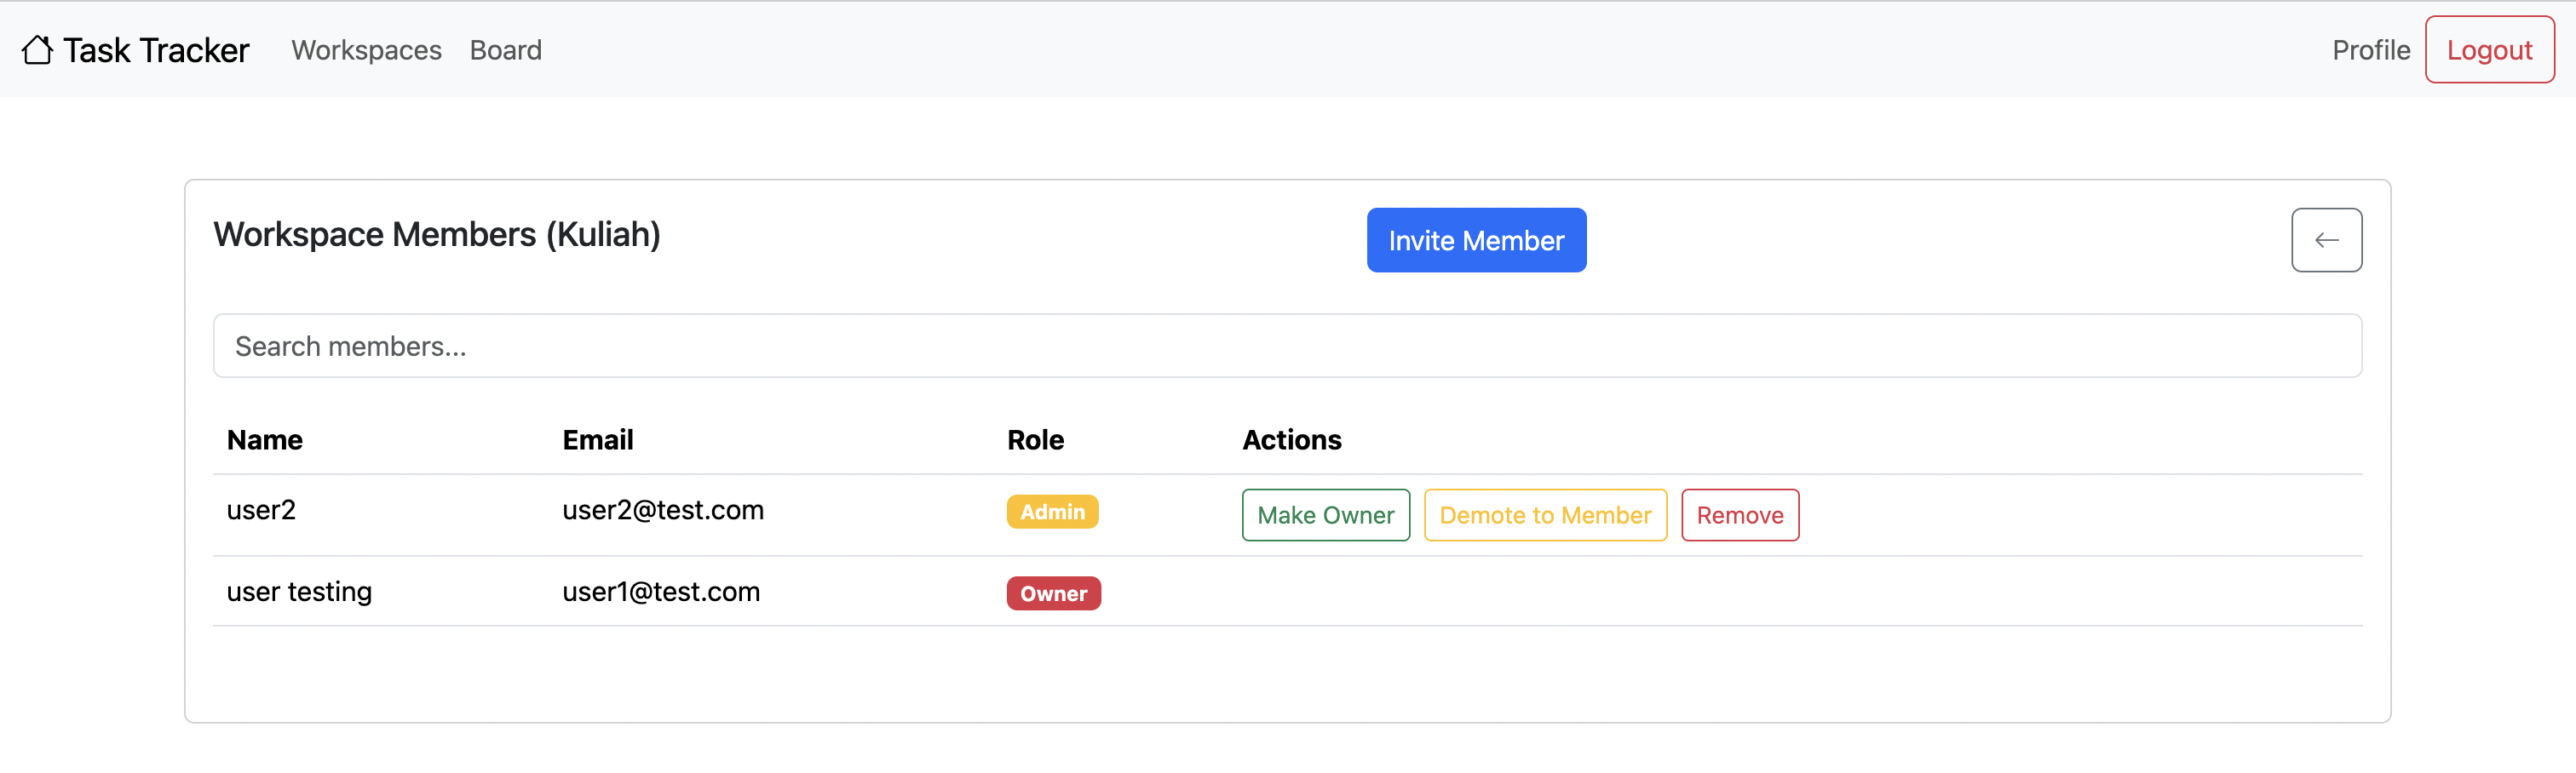 Task Tracker Workspaces Board Profile Logout
Workspace Members (Kuliah) Invite Member
Search members...
Name Email Role Actions
user2 user2@test.com Admin Make Owner Demote to Member Remove
user testing user1@test.com Owner